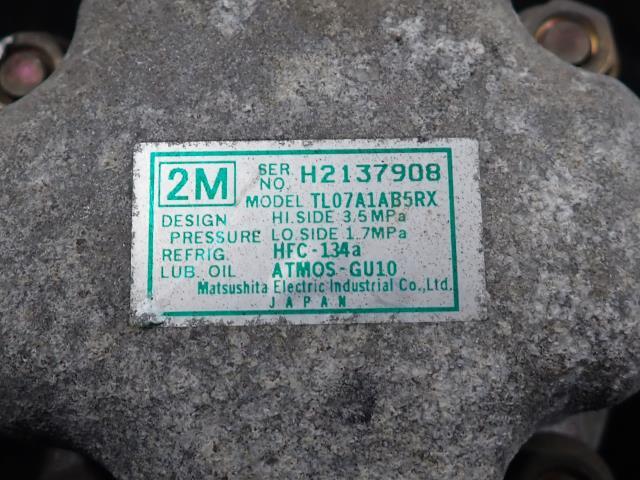 2M SER. NO. H2137908
MODEL TL07A1AB5RX
DESIGN PRESSURE HI.SIDE 3.5MPa
LO.SIDE 1.7MPa
REFRIG. HFC-134a
LUB. OIL ATMOS-GU10
Matsushita Electric Industrial Co.,Ltd.
JAPAN